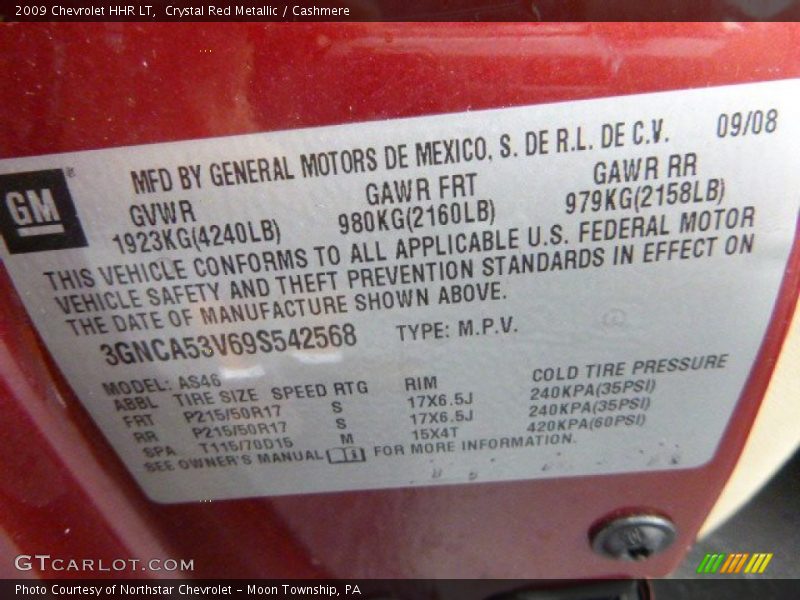 2009 Chevrolet HHR LT, Crystal Red Metallic / Cashmere
09/08
MFD BY GENERAL MOTORS DE MEXICO, S. DE R.L. DE C.V.
GM
GVWR GAWR FRT GAWR RR
1923KG(4240LB) 980KG(2160LB) 979KG(2158LB)
THIS VEHICLE CONFORMS TO ALL APPLICABLE U.S. FEDERAL MOTOR
VEHICLE SAFETY AND THEFT PREVENTION STANDARDS IN EFFECT ON
THE DATE OF MANUFACTURE SHOWN ABOVE.
3GNCA53V69S542568 TYPE: M.P.V.
MODEL: AS46
ABBL TIRE SIZE SPEED RTG RIM COLD TIRE PRESSURE
FRT P215/50R17 S 17X6.5J 240KPA(35PSI)
RR P215/50R17 S 17X6.5J 240KPA(35PSI)
SPA T115/70D15 M 15X4T 420KPA(60PSI)
SEE OWNER'S MANUAL FOR MORE INFORMATION.
GTCARLOT.COM
Photo Courtesy of Northstar Chevrolet - Moon Township, PA